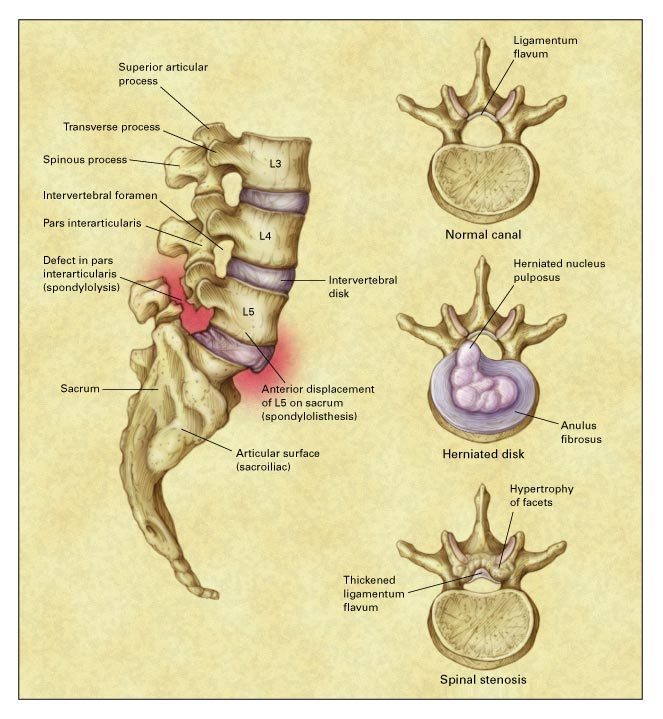 Superior articular
process
Transverse process
Spinous process
Intervertebral foramen
Pars interarticularis
Defect in pars
interarticularis
(spondylolysis)
Sacrum
L3
L4
L5
Intervertebral
disk
Anterior displacement
of L5 on sacrum
(spondylolisthesis)
Articular surface
(sacroiliac)
Ligamentum
flavum
Normal canal
Herniated nucleus
pulposus
Anulus
fibrosus
Herniated disk
Hypertrophy
of facets
Thickened
ligamentum
flavum
Spinal stenosis